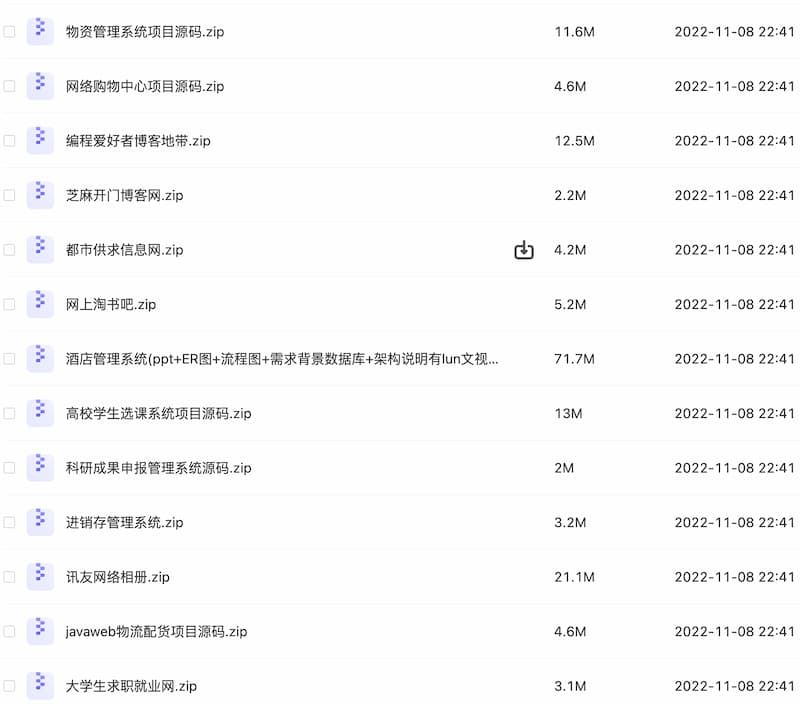 物资管理系统项目源码.zip 11.6M 2022-11-08 22:41
网络购物中心项目源码.zip 4.6M 2022-11-08 22:41
编程爱好者博客地带.zip 12.5M 2022-11-08 22:41
芝麻开门博客网.zip 2.2M 2022-11-08 22:41
都市供求信息网.zip 4.2M 2022-11-08 22:41
网上淘书吧.zip 5.2M 2022-11-08 22:41
酒店管理系统(ppt+ER图+流程图+需求背景数据库+架构说明有lun文视... 71.7M 2022-11-08 22:41
高校学生选课系统项目源码.zip 13M 2022-11-08 22:41
科研成果申报管理系统源码.zip 2M 2022-11-08 22:41
进销存管理系统.zip 3.2M 2022-11-08 22:41
讯友网络相册.zip 21.1M 2022-11-08 22:41
javaweb物流配货项目源码.zip 4.6M 2022-11-08 22:41
大学生求职就业网.zip 3.1M 2022-11-08 22:41